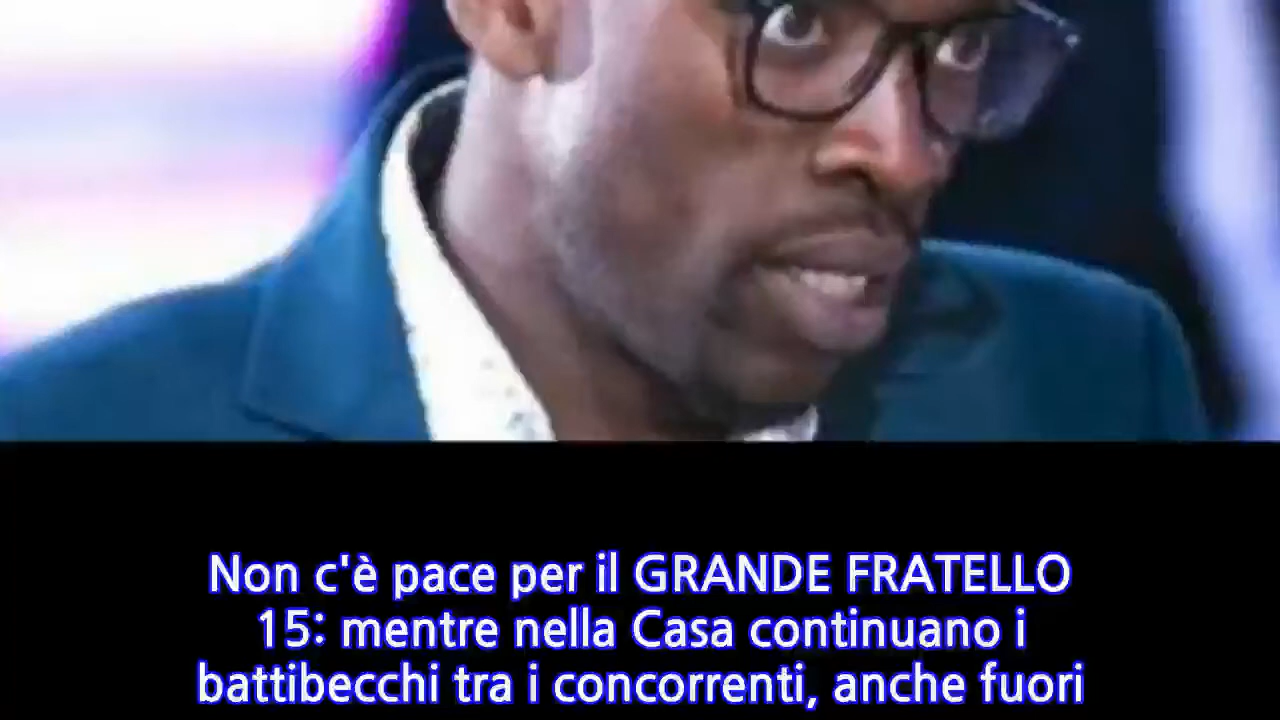 Non c'è pace per il GRANDE FRATELLO
15: mentre nella Casa continuano i
battibecchi tra i concorrenti, anche fuori